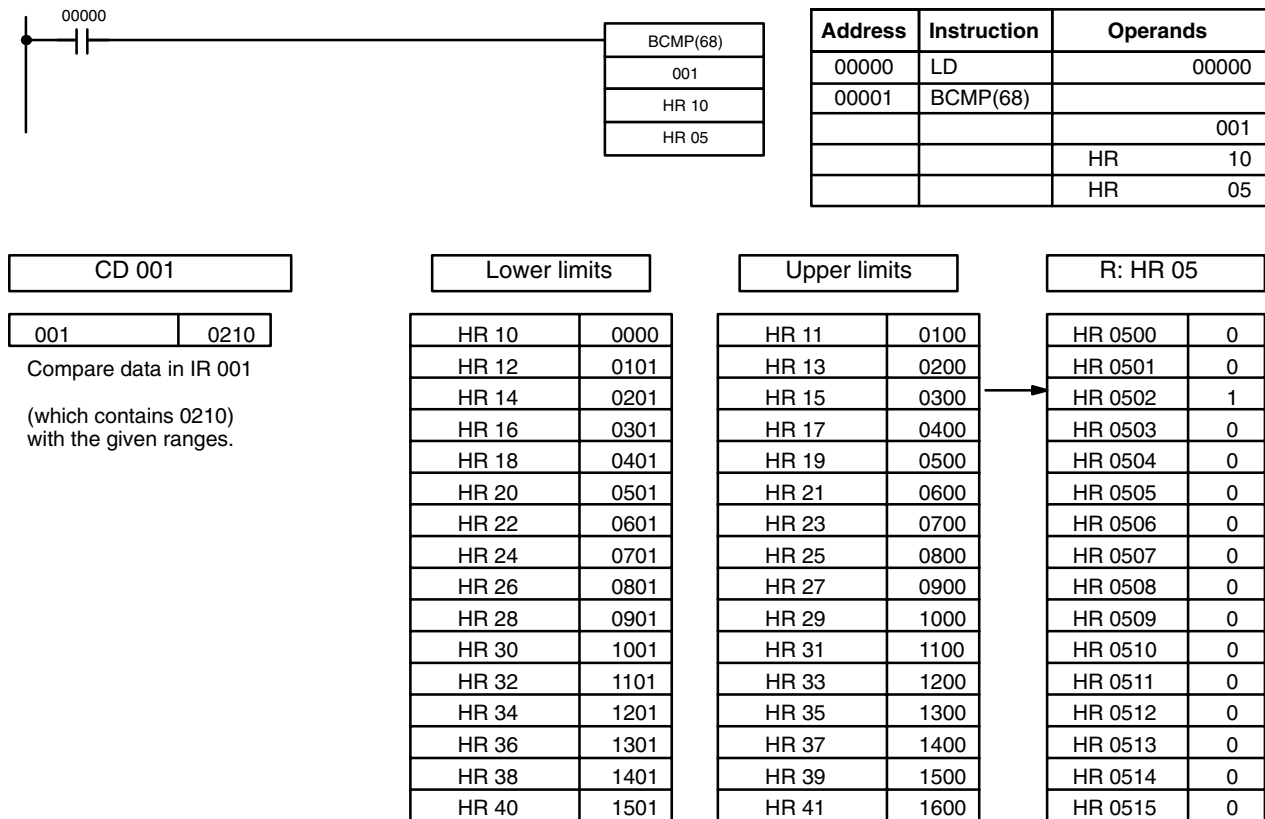 00000
BCMP(68)
001
HR 10
HR 05
Address Instruction Operands
00000 LD 00000
00001 BCMP(68)
001
HR 10
HR 05
CD 001
Lower limits
Upper limits
R: HR 05
001 0210
Compare data in IR 001
(which contains 0210)
with the given ranges.
HR 10 0000 HR 11 0100 HR 0500 0
HR 12 0101 HR 13 0200 HR 0501 0
HR 14 0201 HR 15 0300 HR 0502 1
HR 16 0301 HR 17 0400 HR 0503 0
HR 18 0401 HR 19 0500 HR 0504 0
HR 20 0501 HR 21 0600 HR 0505 0
HR 22 0601 HR 23 0700 HR 0506 0
HR 24 0701 HR 25 0800 HR 0507 0
HR 26 0801 HR 27 0900 HR 0508 0
HR 28 0901 HR 29 1000 HR 0509 0
HR 30 1001 HR 31 1100 HR 0510 0
HR 32 1101 HR 33 1200 HR 0511 0
HR 34 1201 HR 35 1300 HR 0512 0
HR 36 1301 HR 37 1400 HR 0513 0
HR 38 1401 HR 39 1500 HR 0514 0
HR 40 1501 HR 41 1600 HR 0515 0